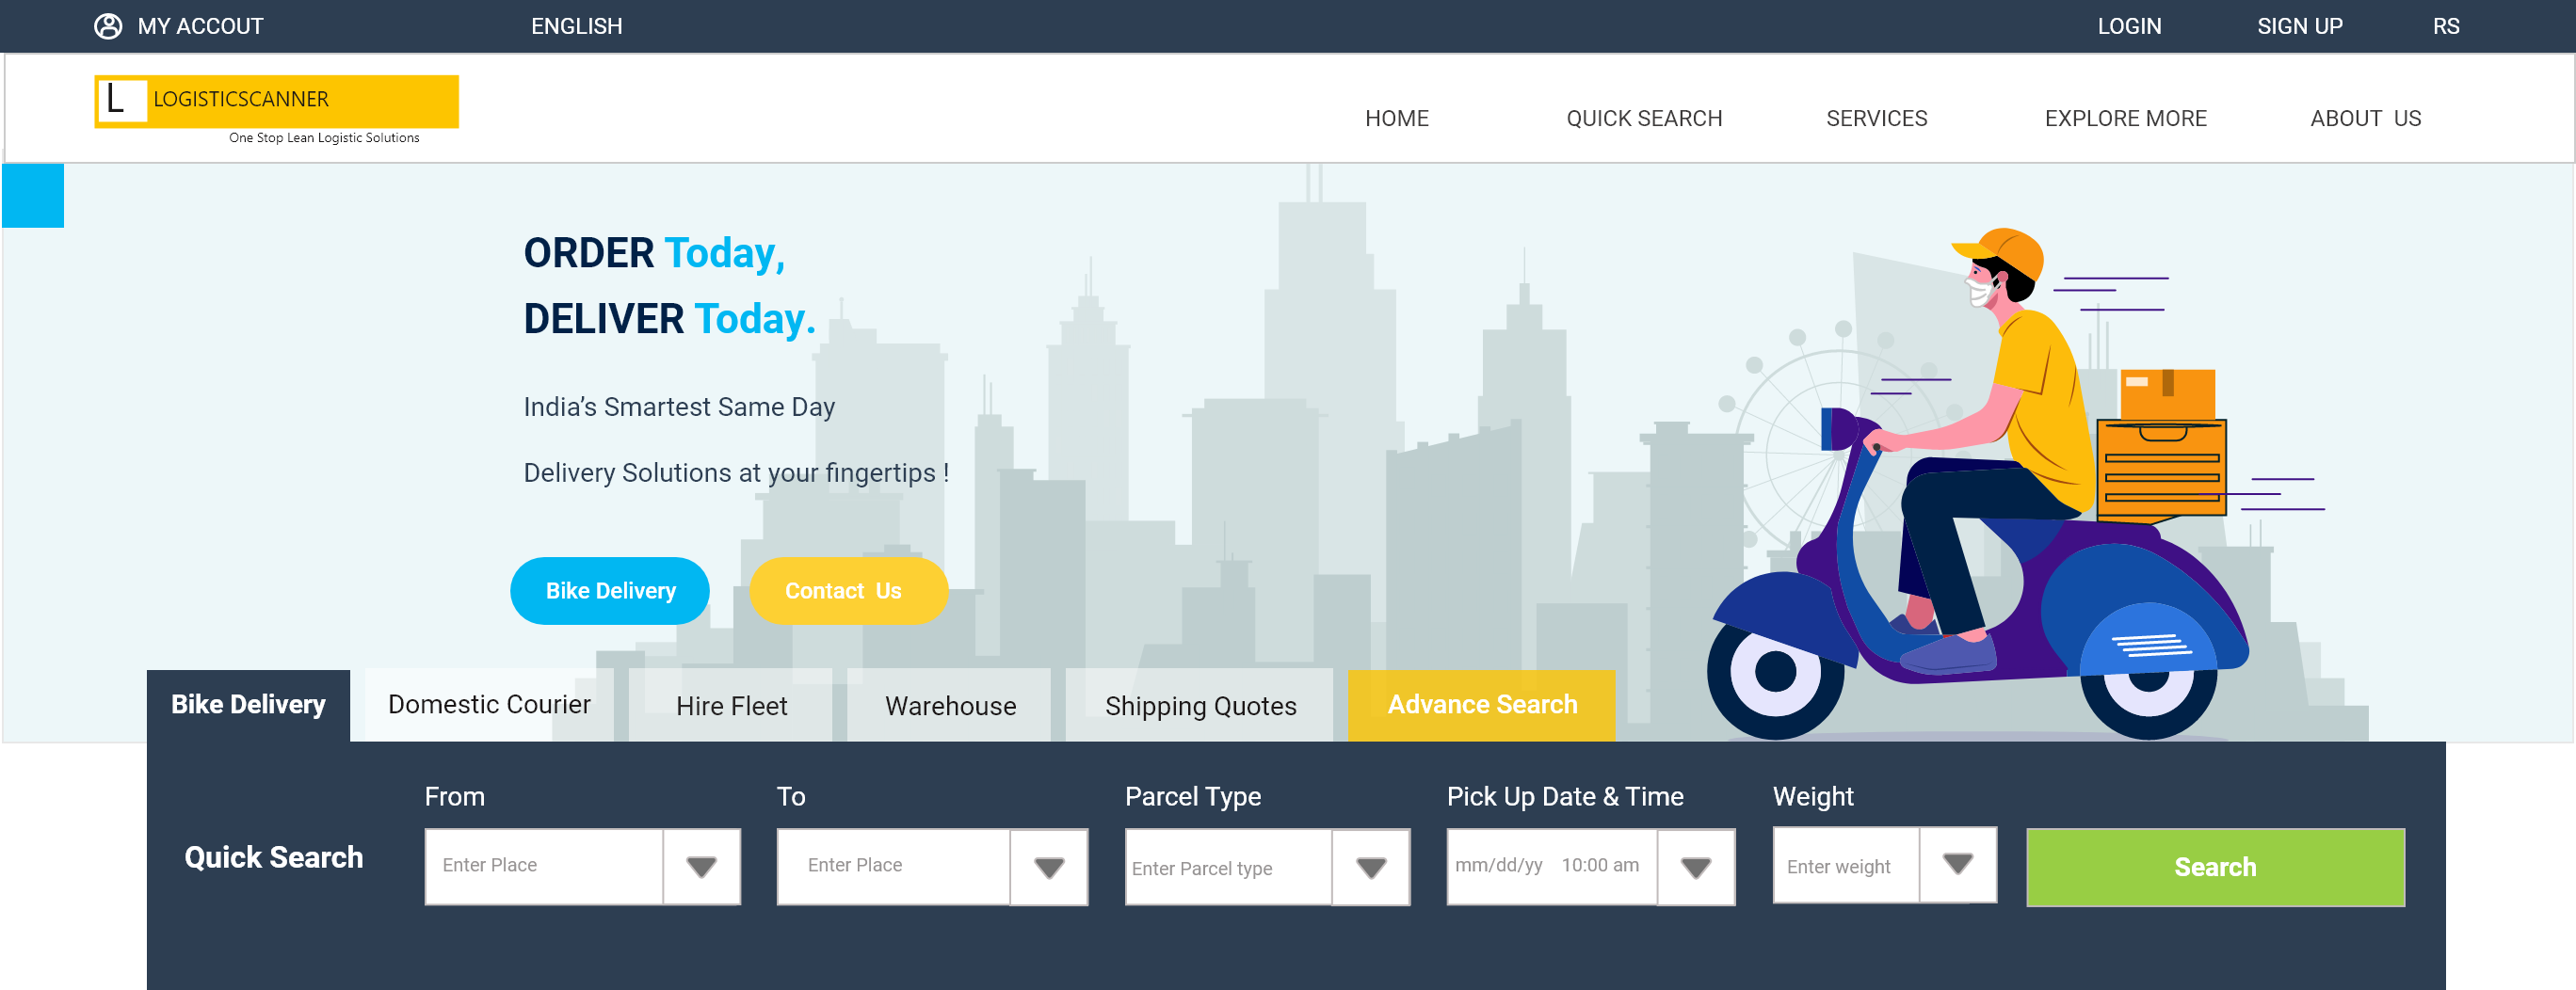 MY ACCOUT ENGLISH LOGIN SIGN UP RS
L LOGISTICSCANNER
One Stop Lean Logistic Solutions
HOME QUICK SEARCH SERVICES EXPLORE MORE ABOUT US
ORDER Today,
DELIVER Today.
India’s Smartest Same Day
Delivery Solutions at your fingertips !
Bike Delivery Contact Us
Bike Delivery Domestic Courier Hire Fleet Warehouse Shipping Quotes Advance Search
From To Parcel Type Pick Up Date & Time Weight
Quick Search Enter Place Enter Place Enter Parcel type mm/dd/yy 10:00 am Enter weight Search